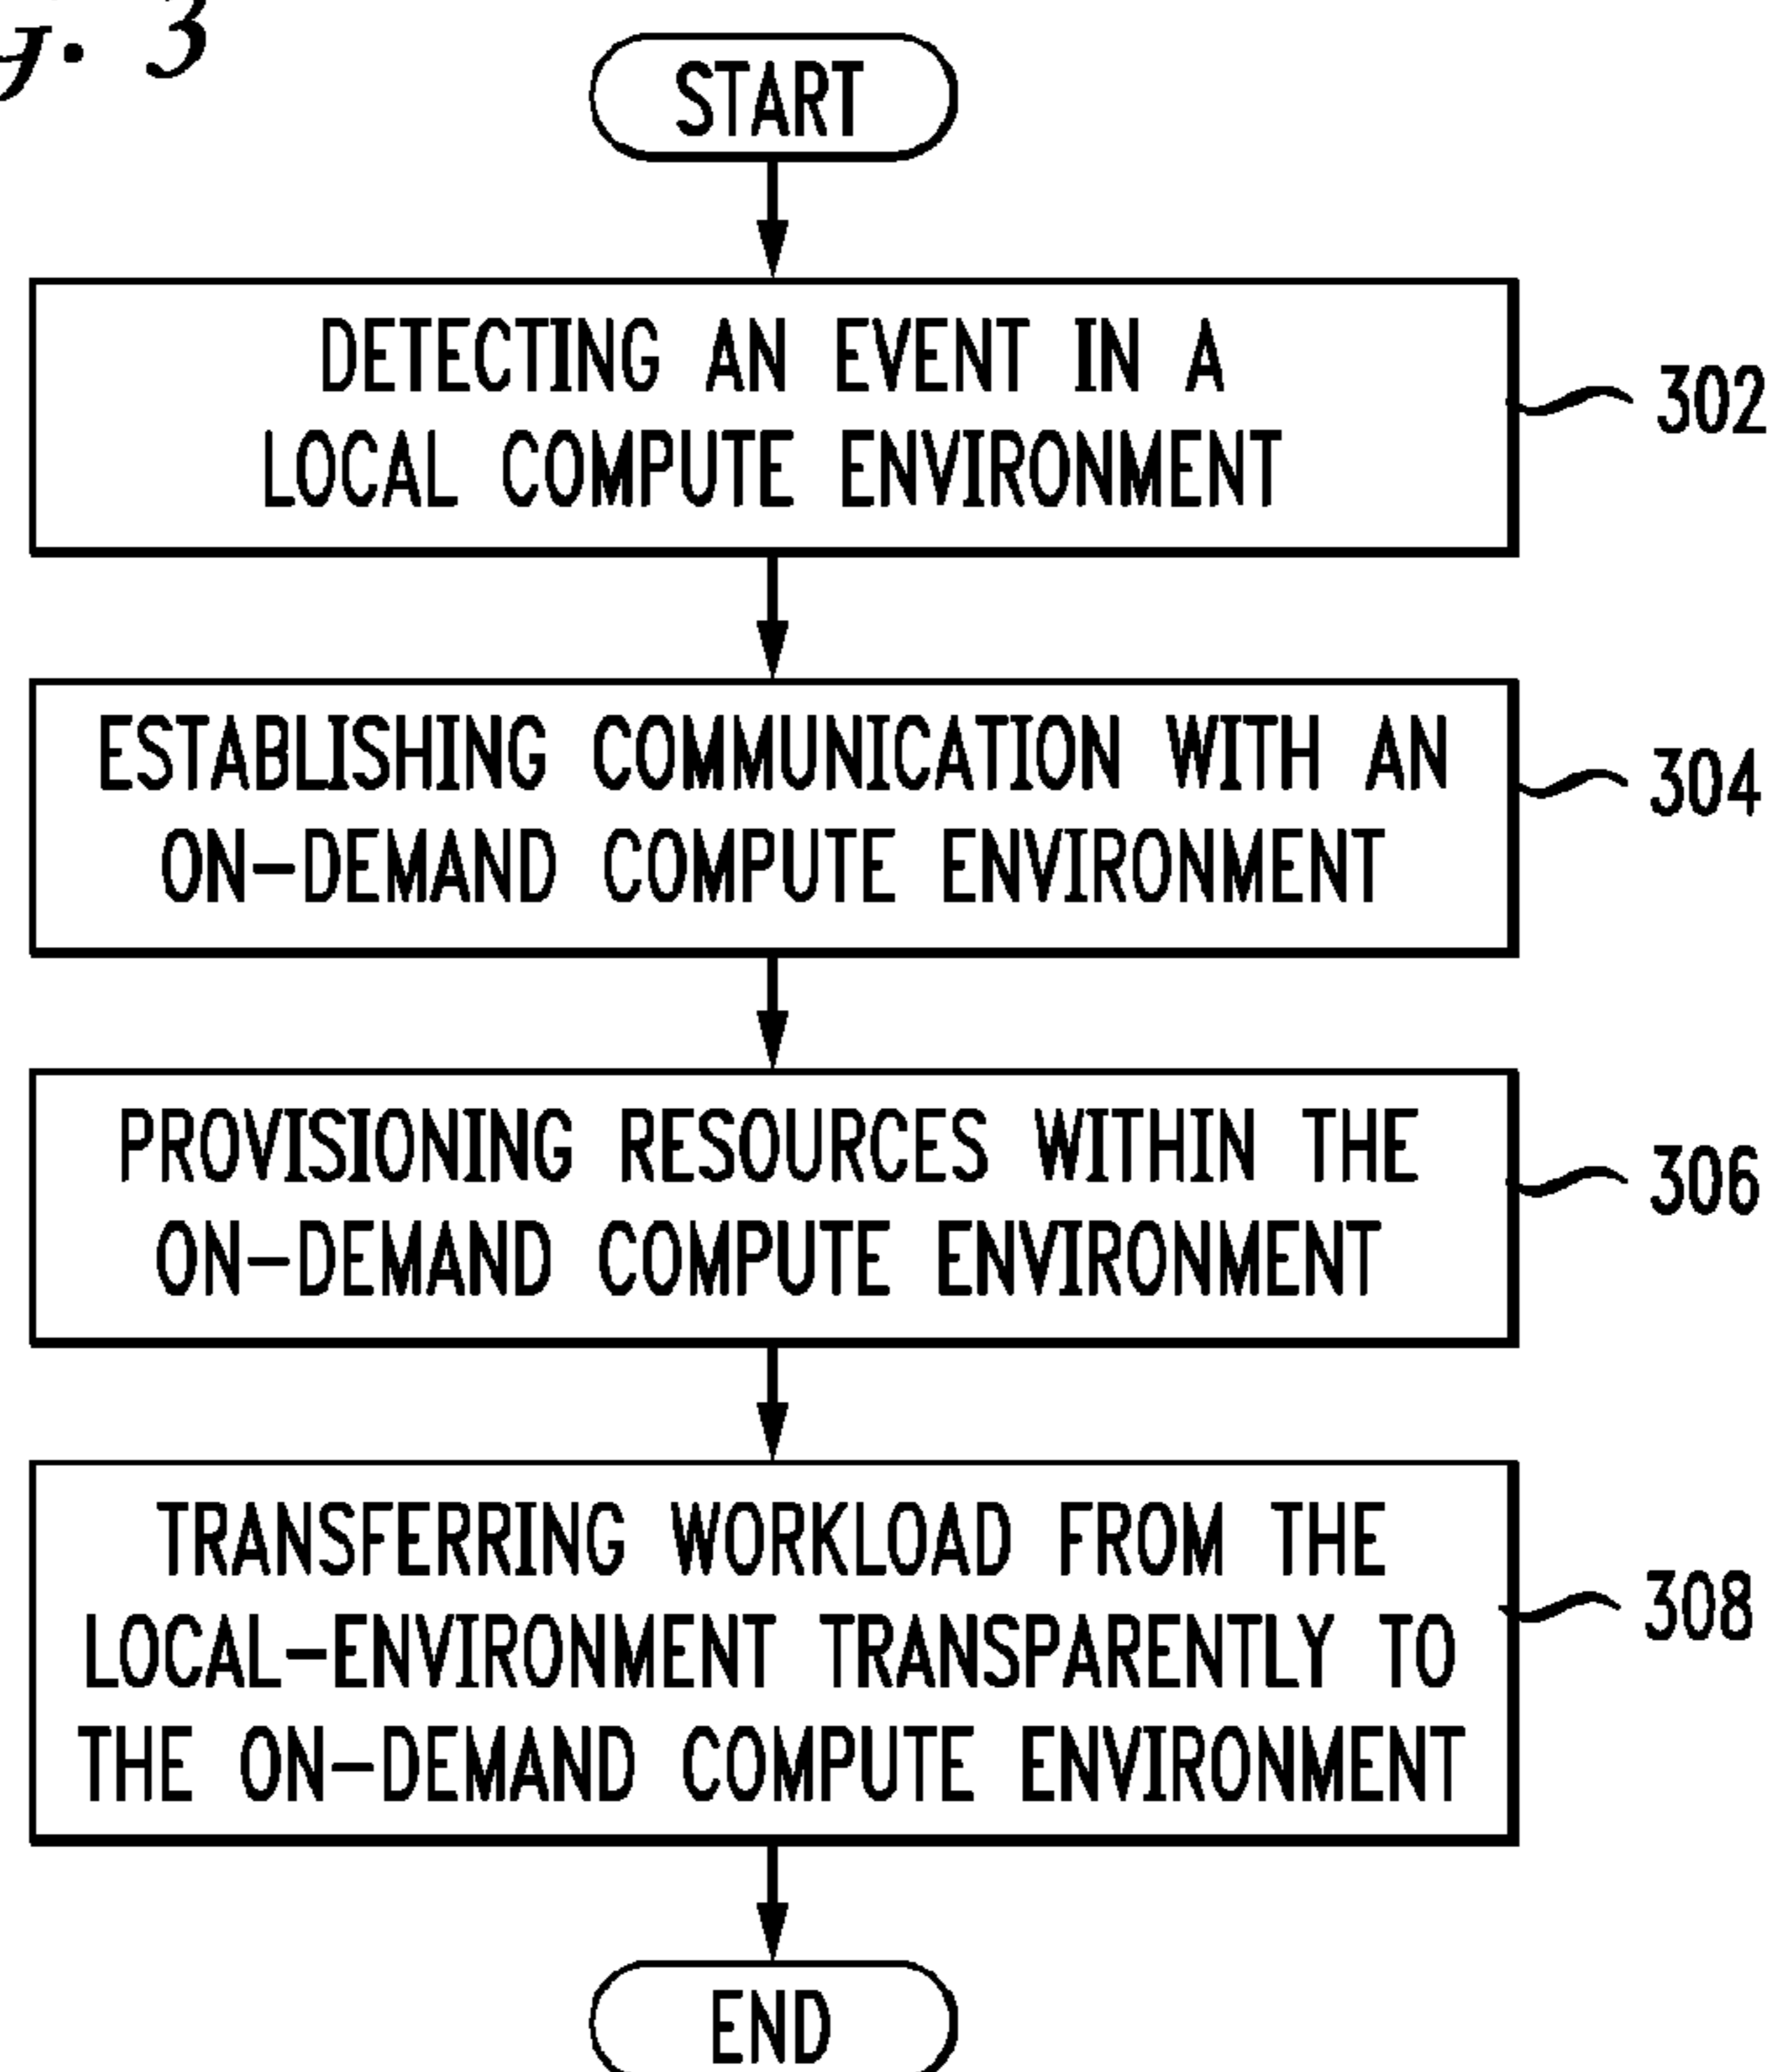 g. 3
START
DETECTING AN EVENT IN A
LOCAL COMPUTE ENVIRONMENT
302
ESTABLISHING COMMUNICATION WITH AN
ON-DEMAND COMPUTE ENVIRONMENT
304
PROVISIONING RESOURCES WITHIN THE
ON-DEMAND COMPUTE ENVIRONMENT
306
TRANSFERRING WORKLOAD FROM THE
LOCAL-ENVIRONMENT TRANSPARENTLY TO
THE ON-DEMAND COMPUTE ENVIRONMENT
308
END